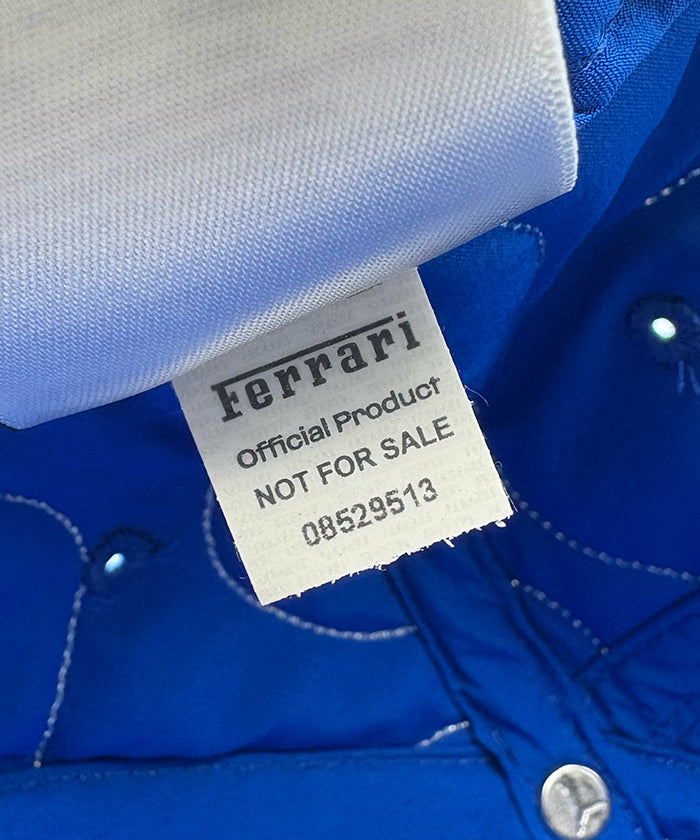 Ferrari
Official Product
NOT FOR SALE
08529513